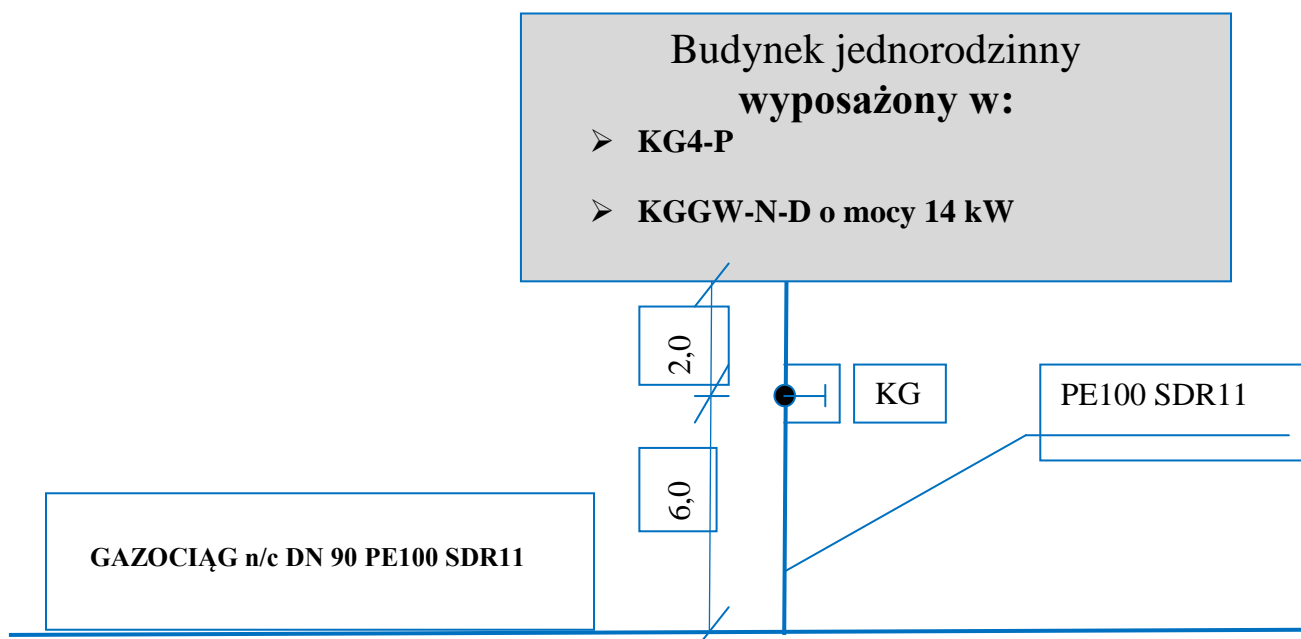 Budynek jednorodzinny
wyposażony w:
➢ KG4-P
➢ KGGW-N-D o mocy 14 kW
2,0
KG
PE100 SDR11
6,0
GAZOCIĄG n/c DN 90 PE100 SDR11